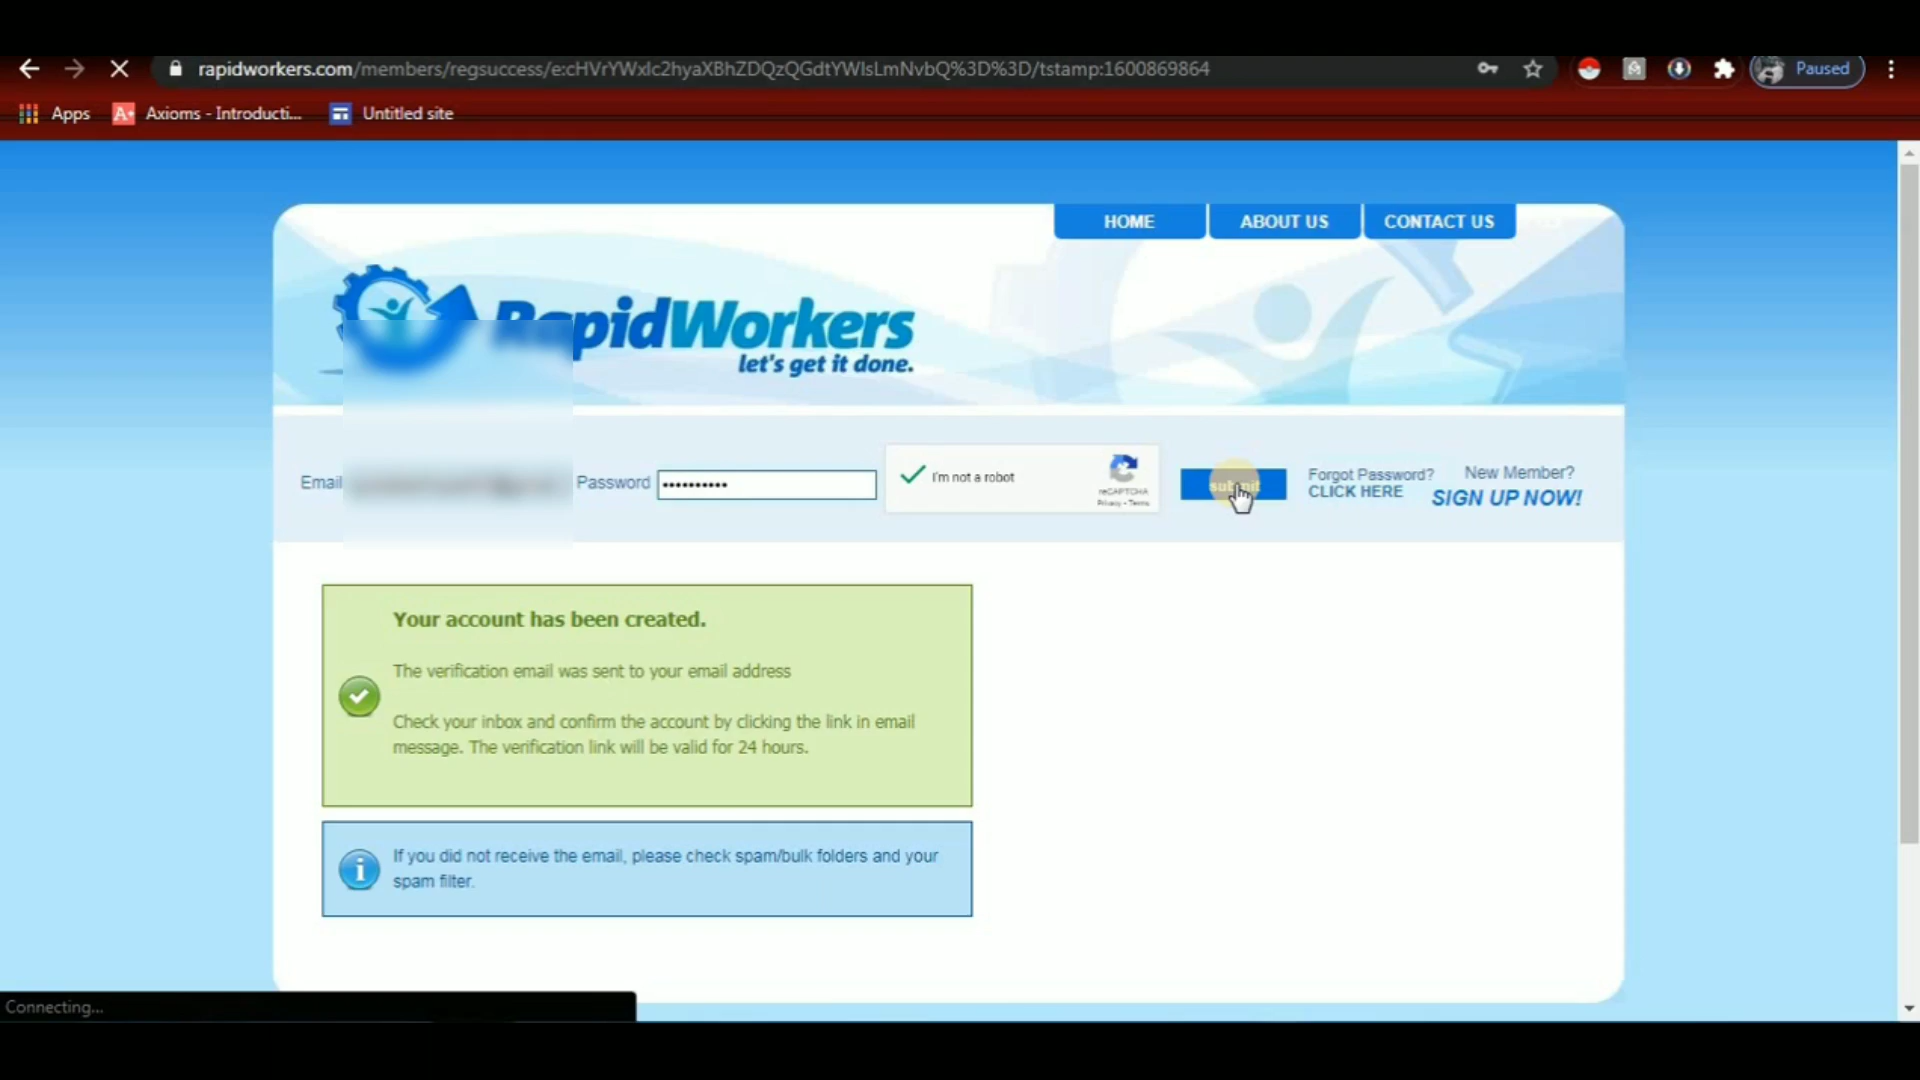 rapidworkers.com/members/regsuccess/e:cHVrYWxlc2hyaXBhZDQzQGdtYWlsLmNvbQ%3D%3D/tstamp:1600869864
Paused
Apps
Axioms - Introducti...
Untitled site
HOME
ABOUT US
CONTACT US
RapidWorkers
let's get it done.
Email
Password
••••••••••
I'm not a robot
reCAPTCHA
Privacy - Terms
submit
Forgot Password?
CLICK HERE
New Member?
SIGN UP NOW!
Your account has been created.
The verification email was sent to your email address
Check your inbox and confirm the account by clicking the link in email
message. The verification link will be valid for 24 hours.
If you did not receive the email, please check spam/bulk folders and your
spam filter.
Connecting...